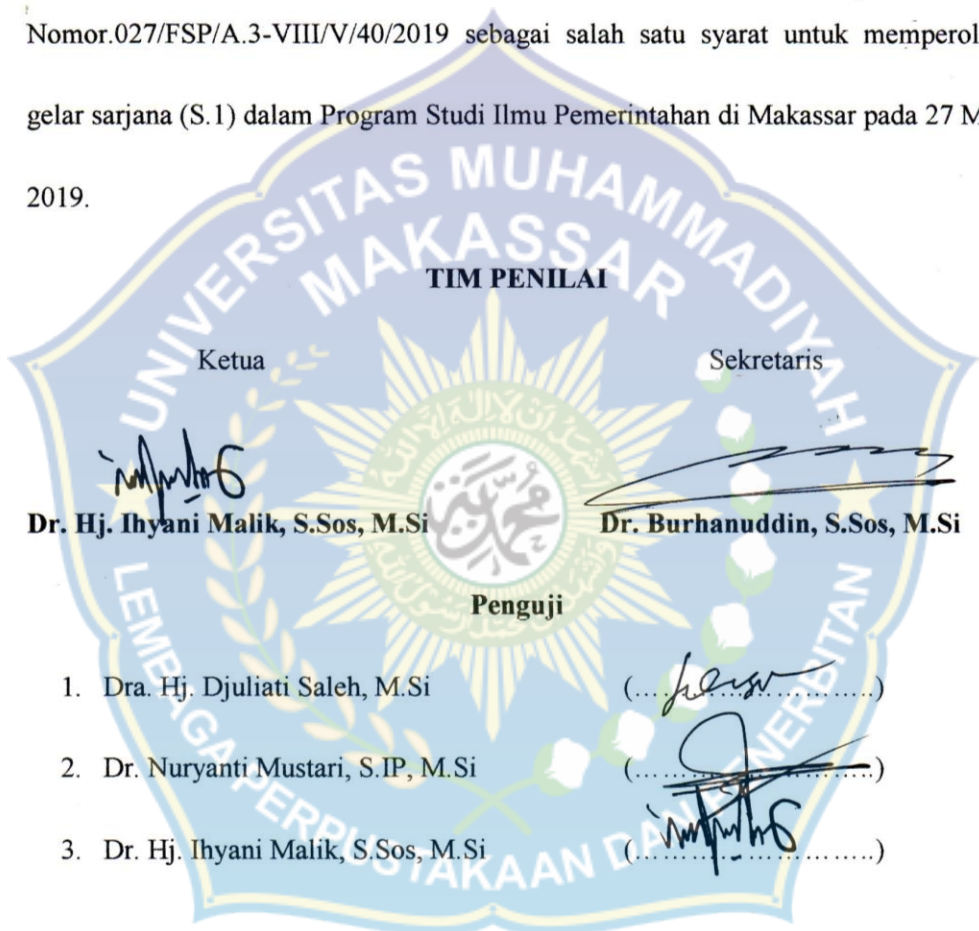 Nomor.027/FSP/A.3-VIII/V/40/2019 sebagai salah satu syarat untuk memperol
gelar sarjana (S.1) dalam Program Studi Ilmu Pemerintahan di Makassar pada 27 M
2019.
UNIVERSITAS MUHAMMADIYAH
MAKASSAR
TIM PENILAI
Ketua Sekretaris
Dr. Hj. Ihyani Malik, S.Sos, M.Si Dr. Burhanuddin, S.Sos, M.Si
محمدية
Penguji
1. Dra. Hj. Djuliati Saleh, M.Si (....................)
2. Dr. Nuryanti Mustari, S.IP, M.Si (....................)
3. Dr. Hj. Ihyani Malik, S.Sos, M.Si (....................)
LEMBAGA PERPUSTAKAAN DAN PENERBITAN